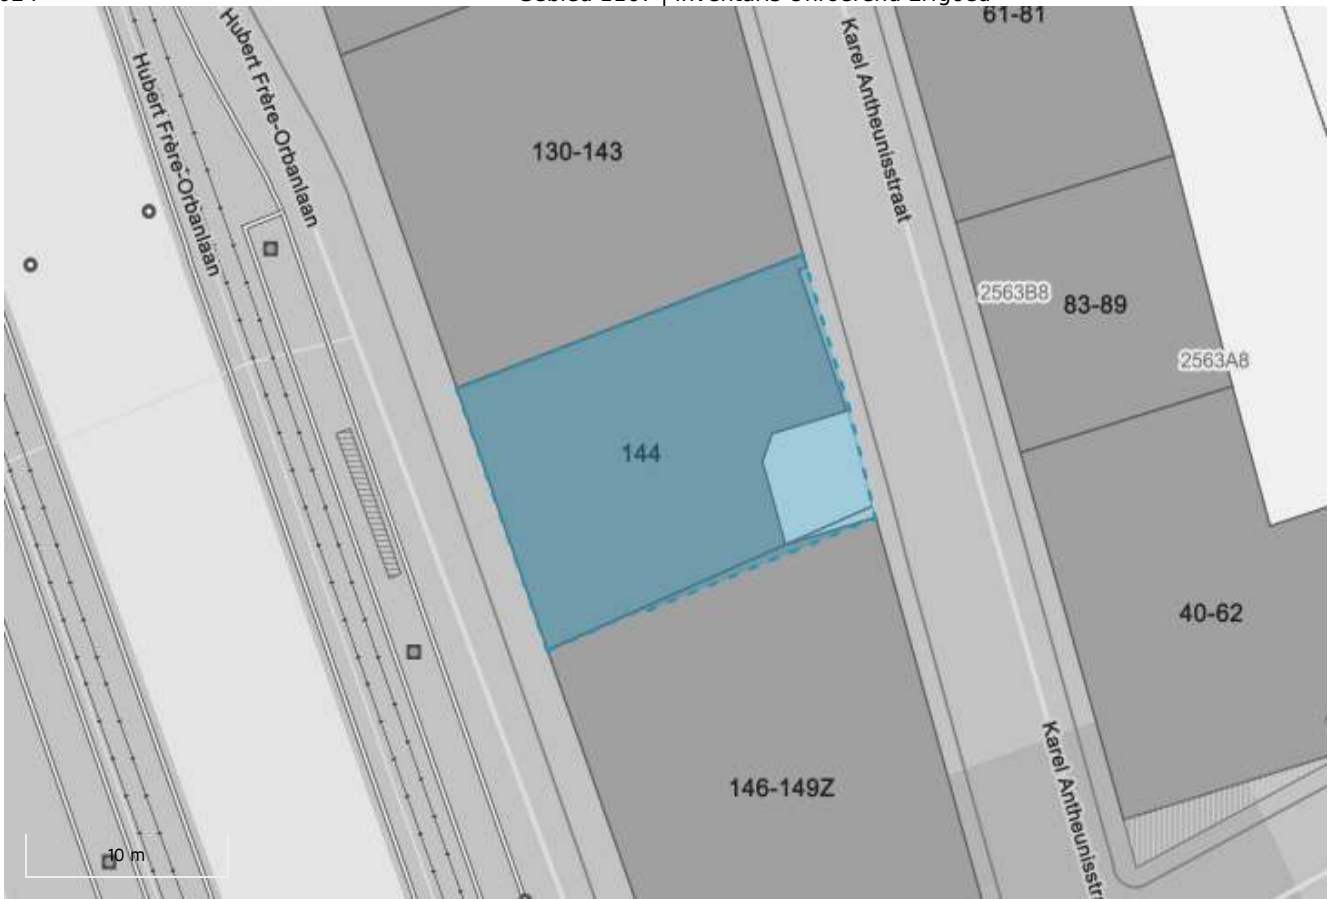 61-81
Hubert Frère-Orbanlaan
Hubert Frère-Orbanlaan
Karel Antheunisstraat
130-143
2563B8
83-89
2563A8
144
40-62
146-149Z
Karel Antheunisstra
10 m